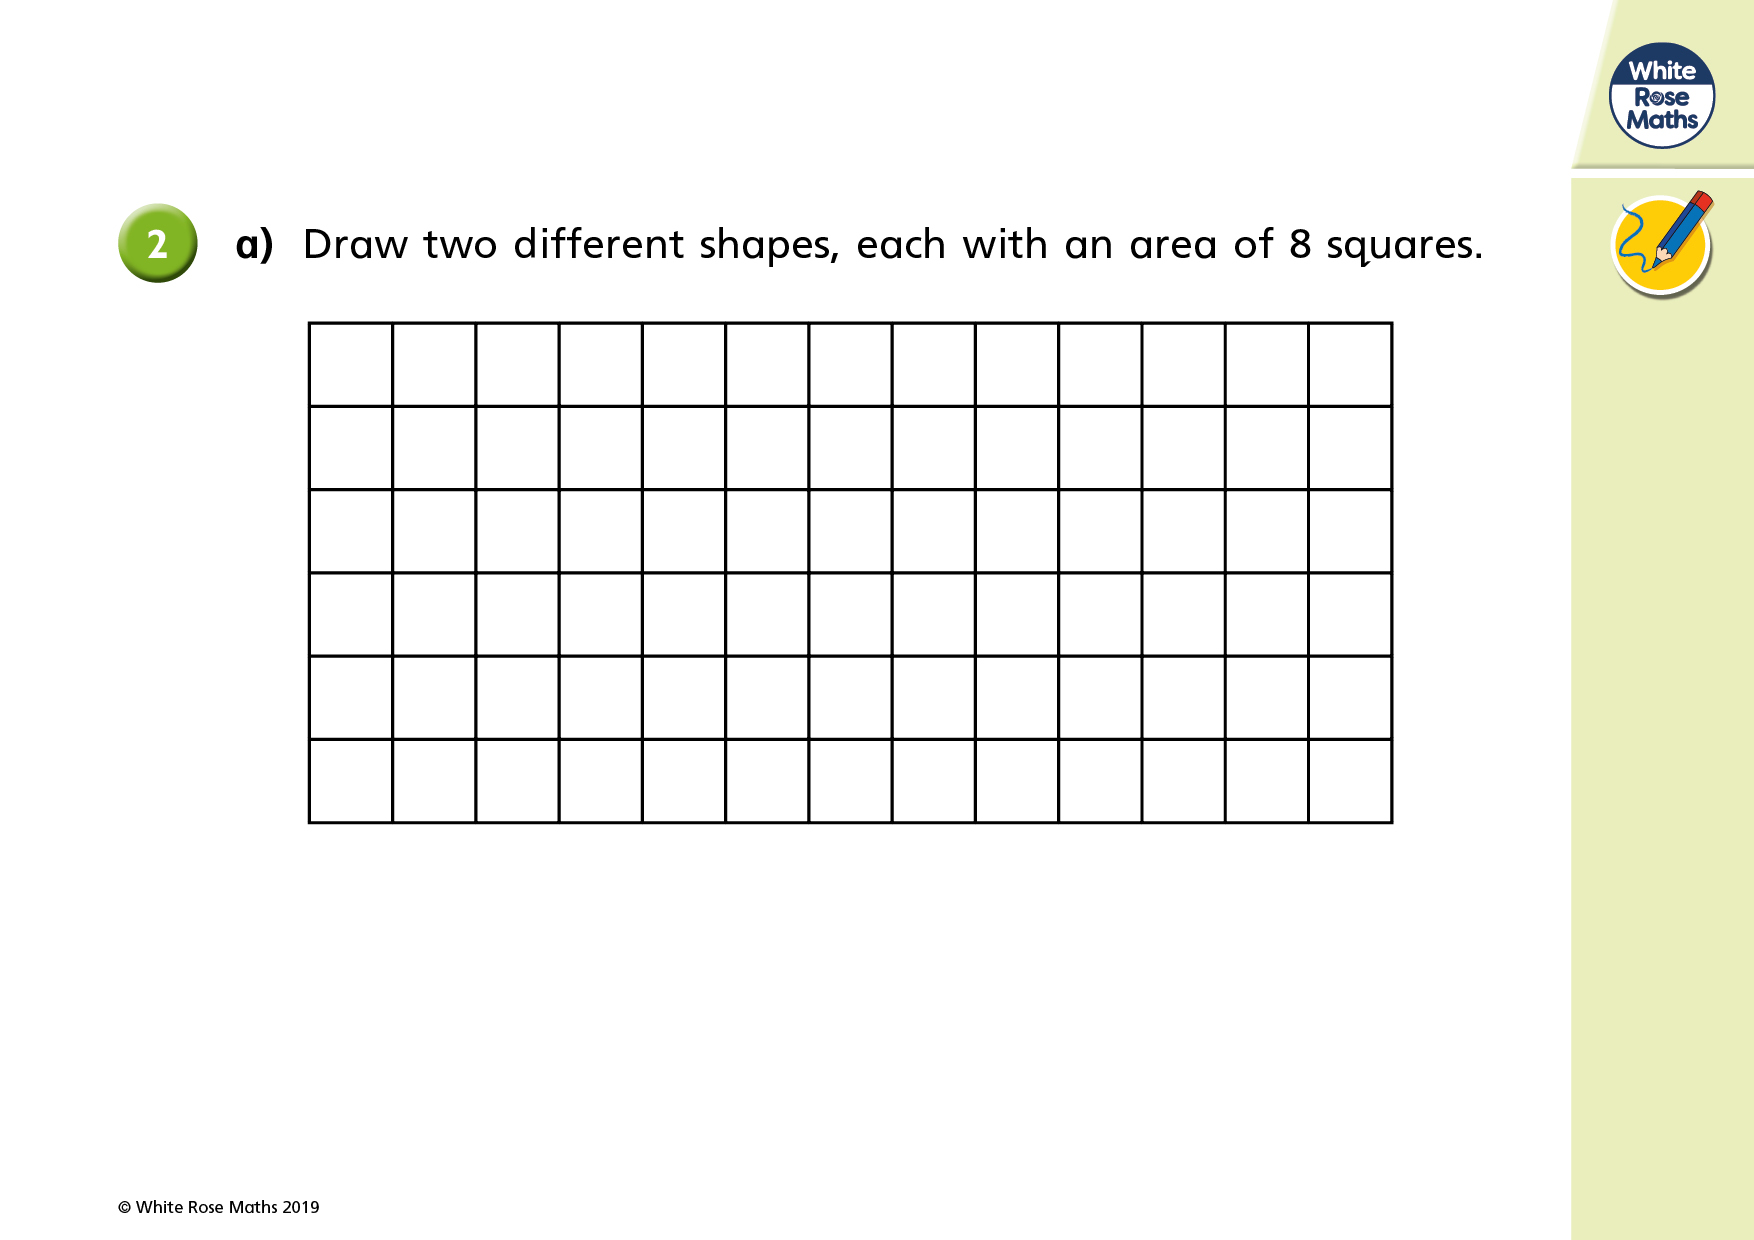 White
Rose
Maths
2 a) Draw two different shapes, each with an area of 8 squares.
© White Rose Maths 2019